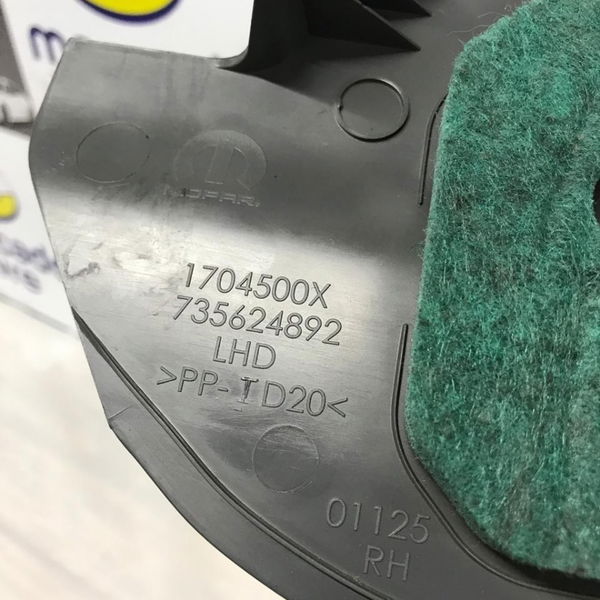 MOPAR
1704500X
735624892
LHD
>PP-TD20<
01125
RH